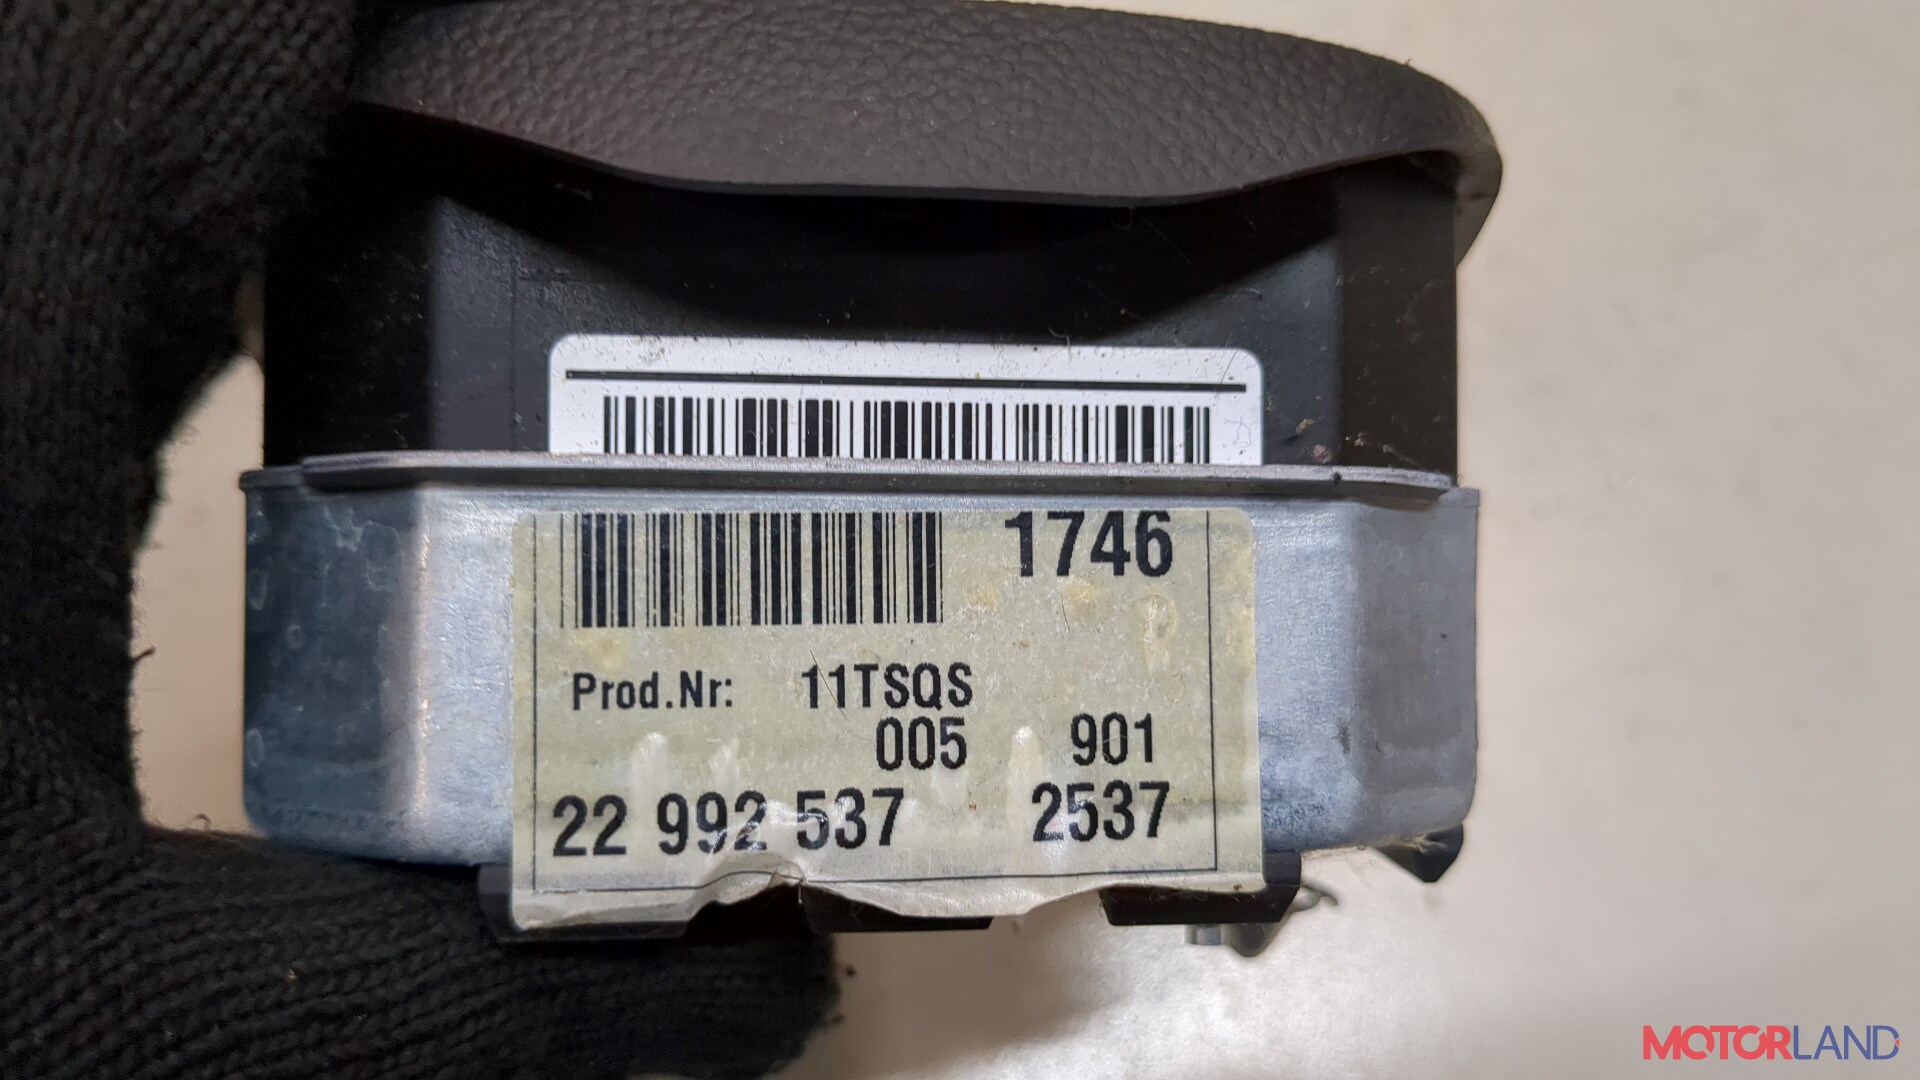 1746
Prod.Nr: 11TSQS
005 901
22 992 537 2537
MOTORLAND